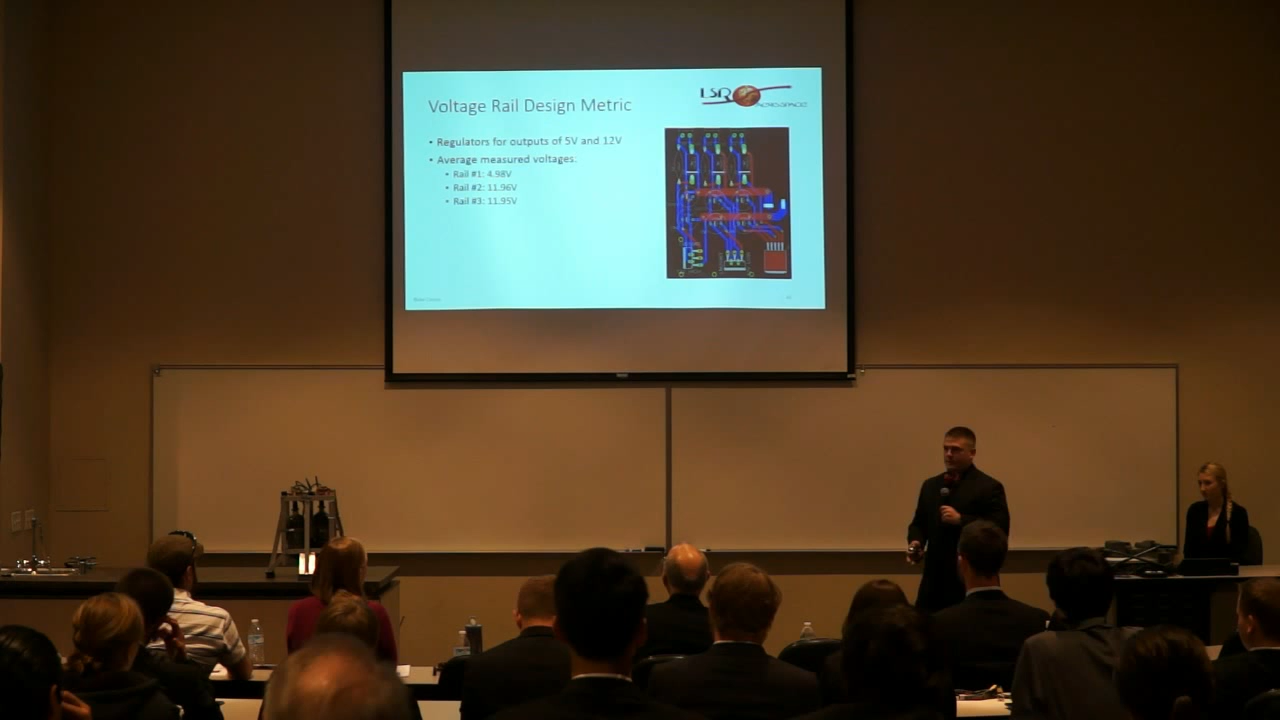 Voltage Rail Design Metric
LSR
AEROSPACE
• Regulators for outputs of 5V and 12V
• Average measured voltages:
• Rail #1: 4.98V
• Rail #2: 11.96V
• Rail #3: 11.95V